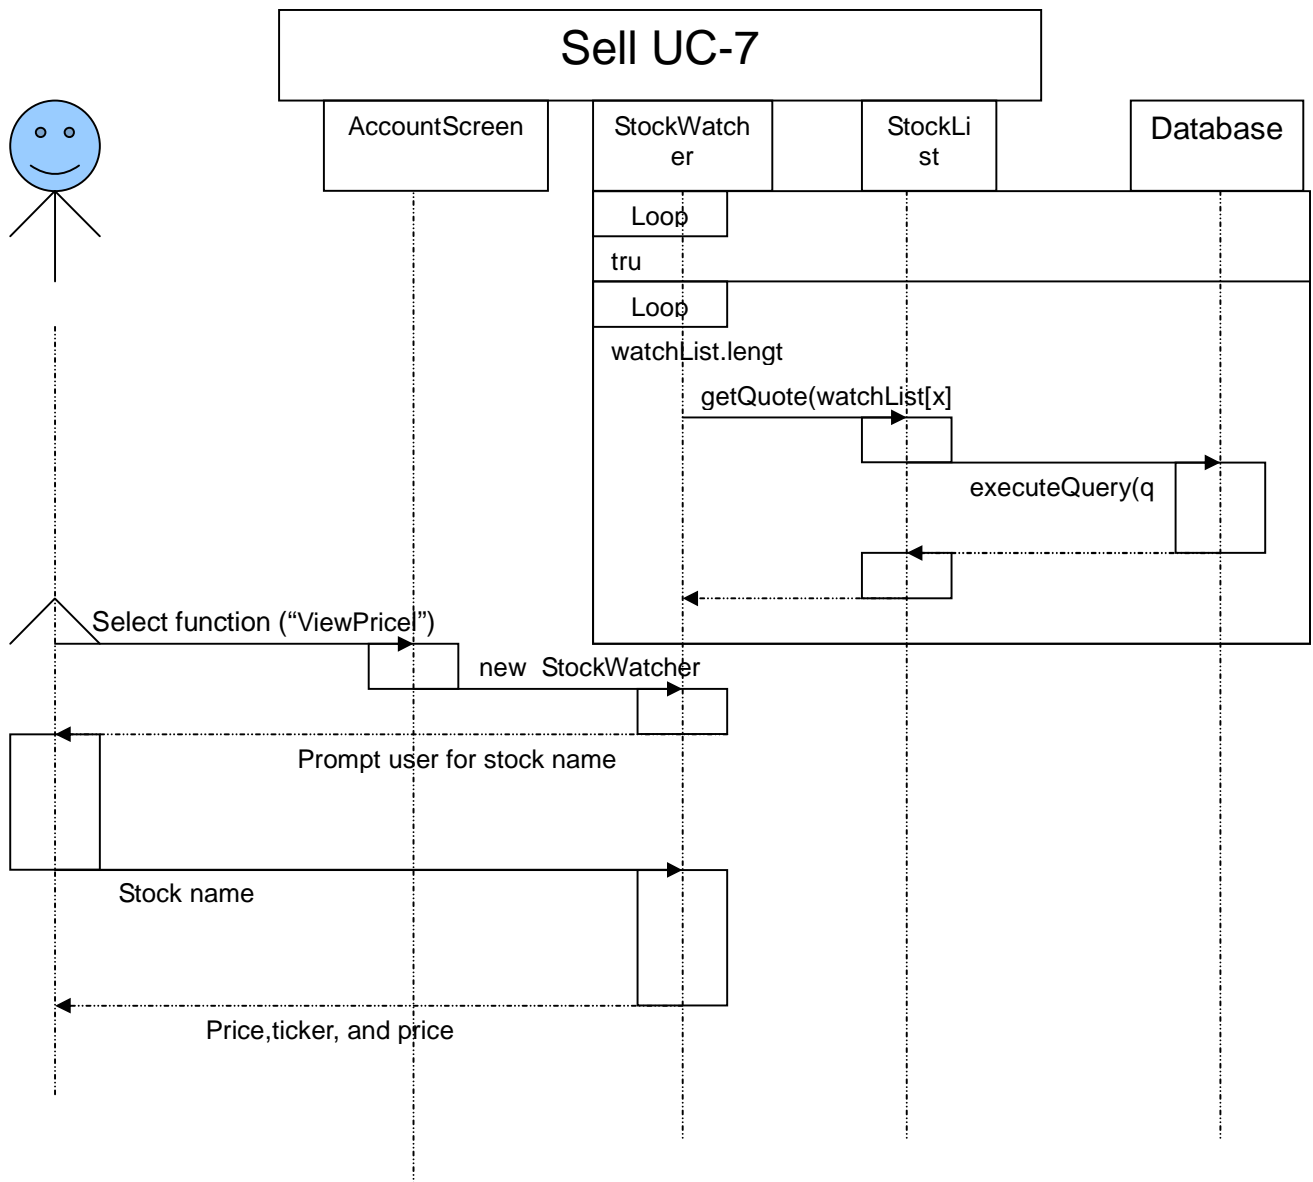 Sell UC-7
AccountScreen
StockWatch
er
StockLi
st
Database
Loop
tru
Loop
watchList.lengt
getQuote(watchList[x]
executeQuery(q
Select function (“ViewPricel”)
new StockWatcher
Prompt user for stock name
Stock name
Price,ticker, and price